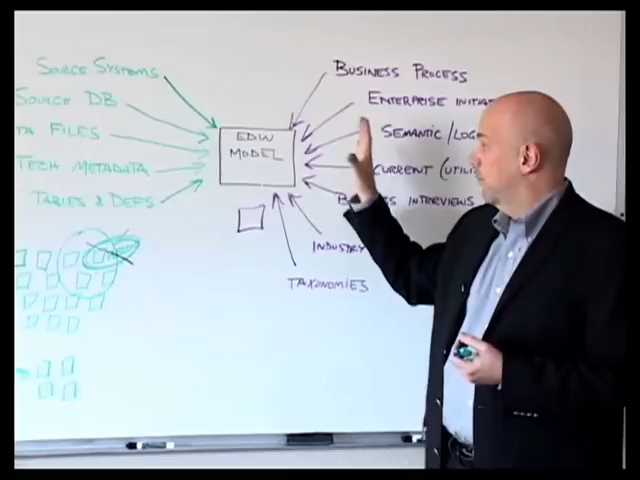 Source Systems
Source DB
TA Files
Tech Metadata
Tables & Defs
EDW
Model
Business Process
Enterprise
Semantic /
Current (
Interviews
Industry
Taxonomies